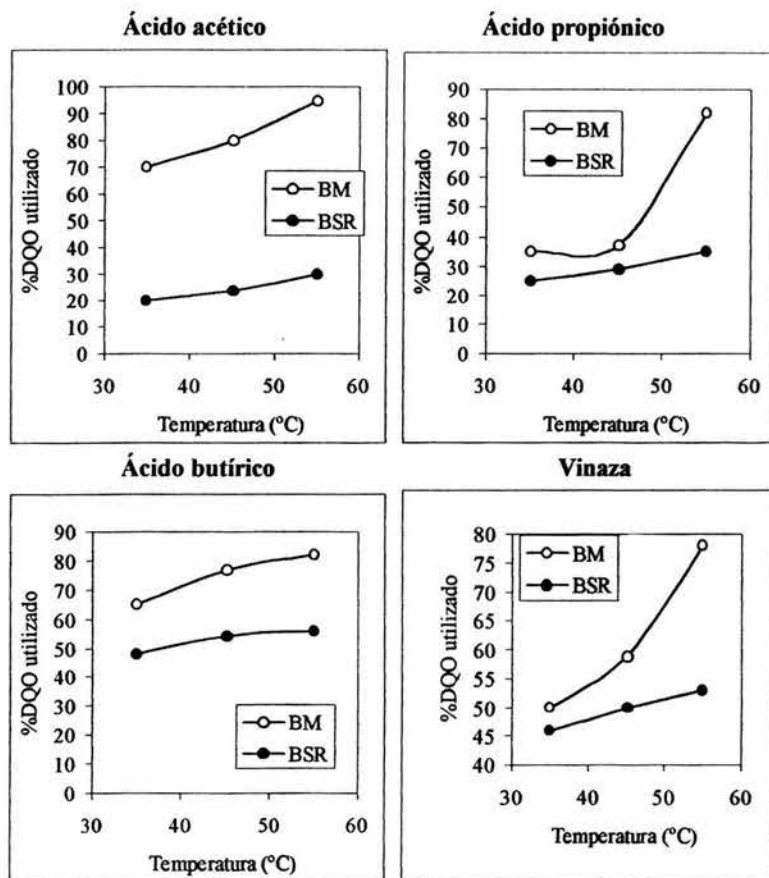 Ácido acético
%DQO utilizado
100
90
80
70
60
50
40
30
20
10
0
BM
BSR
30 40 50 60
Temperatura (°C)
Ácido propiónico
%DQO utilizado
90
80
70
60
50
40
30
20
10
0
BM
BSR
30 40 50 60
Temperatura (°C)
Ácido butírico
%DQO utilizado
90
80
70
60
50
40
30
20
10
0
BM
BSR
30 40 50 60
Temperatura (°C)
Vinaza
%DQO utilizado
80
75
70
65
60
55
50
45
40
BM
BSR
30 40 50 60
Temperatura (°C)